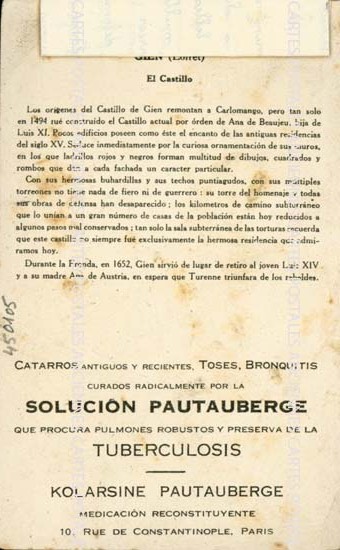 GIEN (Loiret)
El Castillo
Los orígenes del Castillo de Gien remontan a Carlomango, pero tan solo
en 1494 rué construído el Castillo actual por órden de Ana de Beaujeu, hija de
Luis XI. Pocos edificios poseen como éste el encanto de las antiguas residencias
del siglo XV. Seduce inmediatamente por la curiosa ornamentación de sus muros,
en los que ladrillos rojos y negros forman multitud de dibujos, cuadrados y
rombos que dan a cada fachada un caracter particular.
Con sus hermosas buhardillas y sus techos puntiagudos, con sus múltiples
torreones no tiene nada de fiero ni de guerrero : su torre del homenaje y todas
sus obras de defensa han desaparecido ; los kilometros de camino subterráneo
que lo unían a un gran número de casas de la población están hoy reducidos a
algunos pasos mal conservados ; tan solo la sala subterránea de las torturas recuerda
que este castillo no siempre fué exclusivamente la hermosa residencia que admi-
ramos hoy.
Durante la Fronda, en 1652, Gien sirvió de lugar de retiro al joven Luis XIV
y a su madre Ana de Austria, en espera que Turenne triunfara de los rebeldes.
450105
CATARROS ANTIGUOS Y RECIENTES, TOSES, BRONQUITIS
CURADOS RADICALMENTE POR LA
SOLUCIÓN PAUTAUBERGE
QUE PROCURA PULMONES ROBUSTOS Y PRESERVA DE LA
TUBERCULOSIS
KOLARSINE PAUTAUBERGE
MEDICACIÓN RECONSTITUYENTE
10, RUE DE CONSTANTINOPLE, PARIS